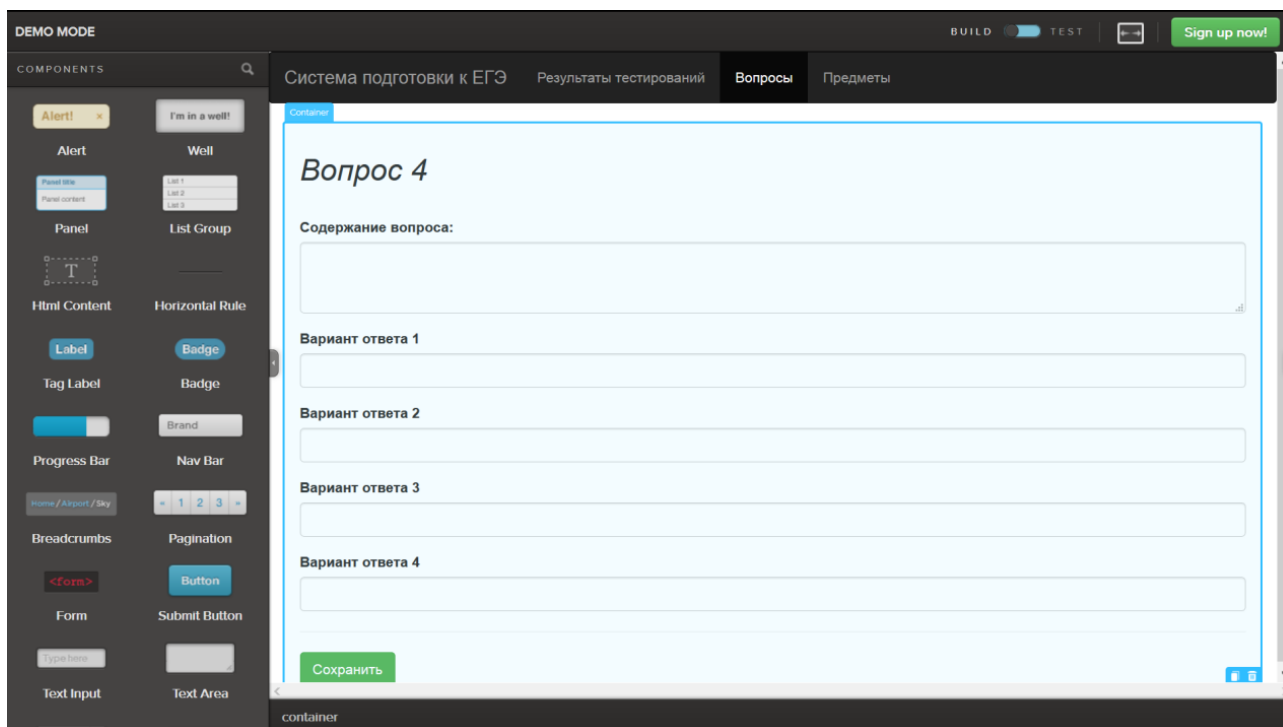 DEMO MODE
BUILD TEST
Sign up now!
COMPONENTS
Система подготовки к ЕГЭ Результаты тестирований Вопросы Предметы
Alert! × I'm in a well!
Alert Well
Panel title List 1
Panel content List 2
List 3
Panel List Group
T
Html Content Horizontal Rule
Label Badge
Tag Label Badge
Brand
Progress Bar Nav Bar
Home / Airport / Sky « 1 2 3 »
Breadcrumbs Pagination
<form> Button
Form Submit Button
Type here
Text Input Text Area
Container
Вопрос 4
Содержание вопроса:
Вариант ответа 1
Вариант ответа 2
Вариант ответа 3
Вариант ответа 4
Сохранить
container